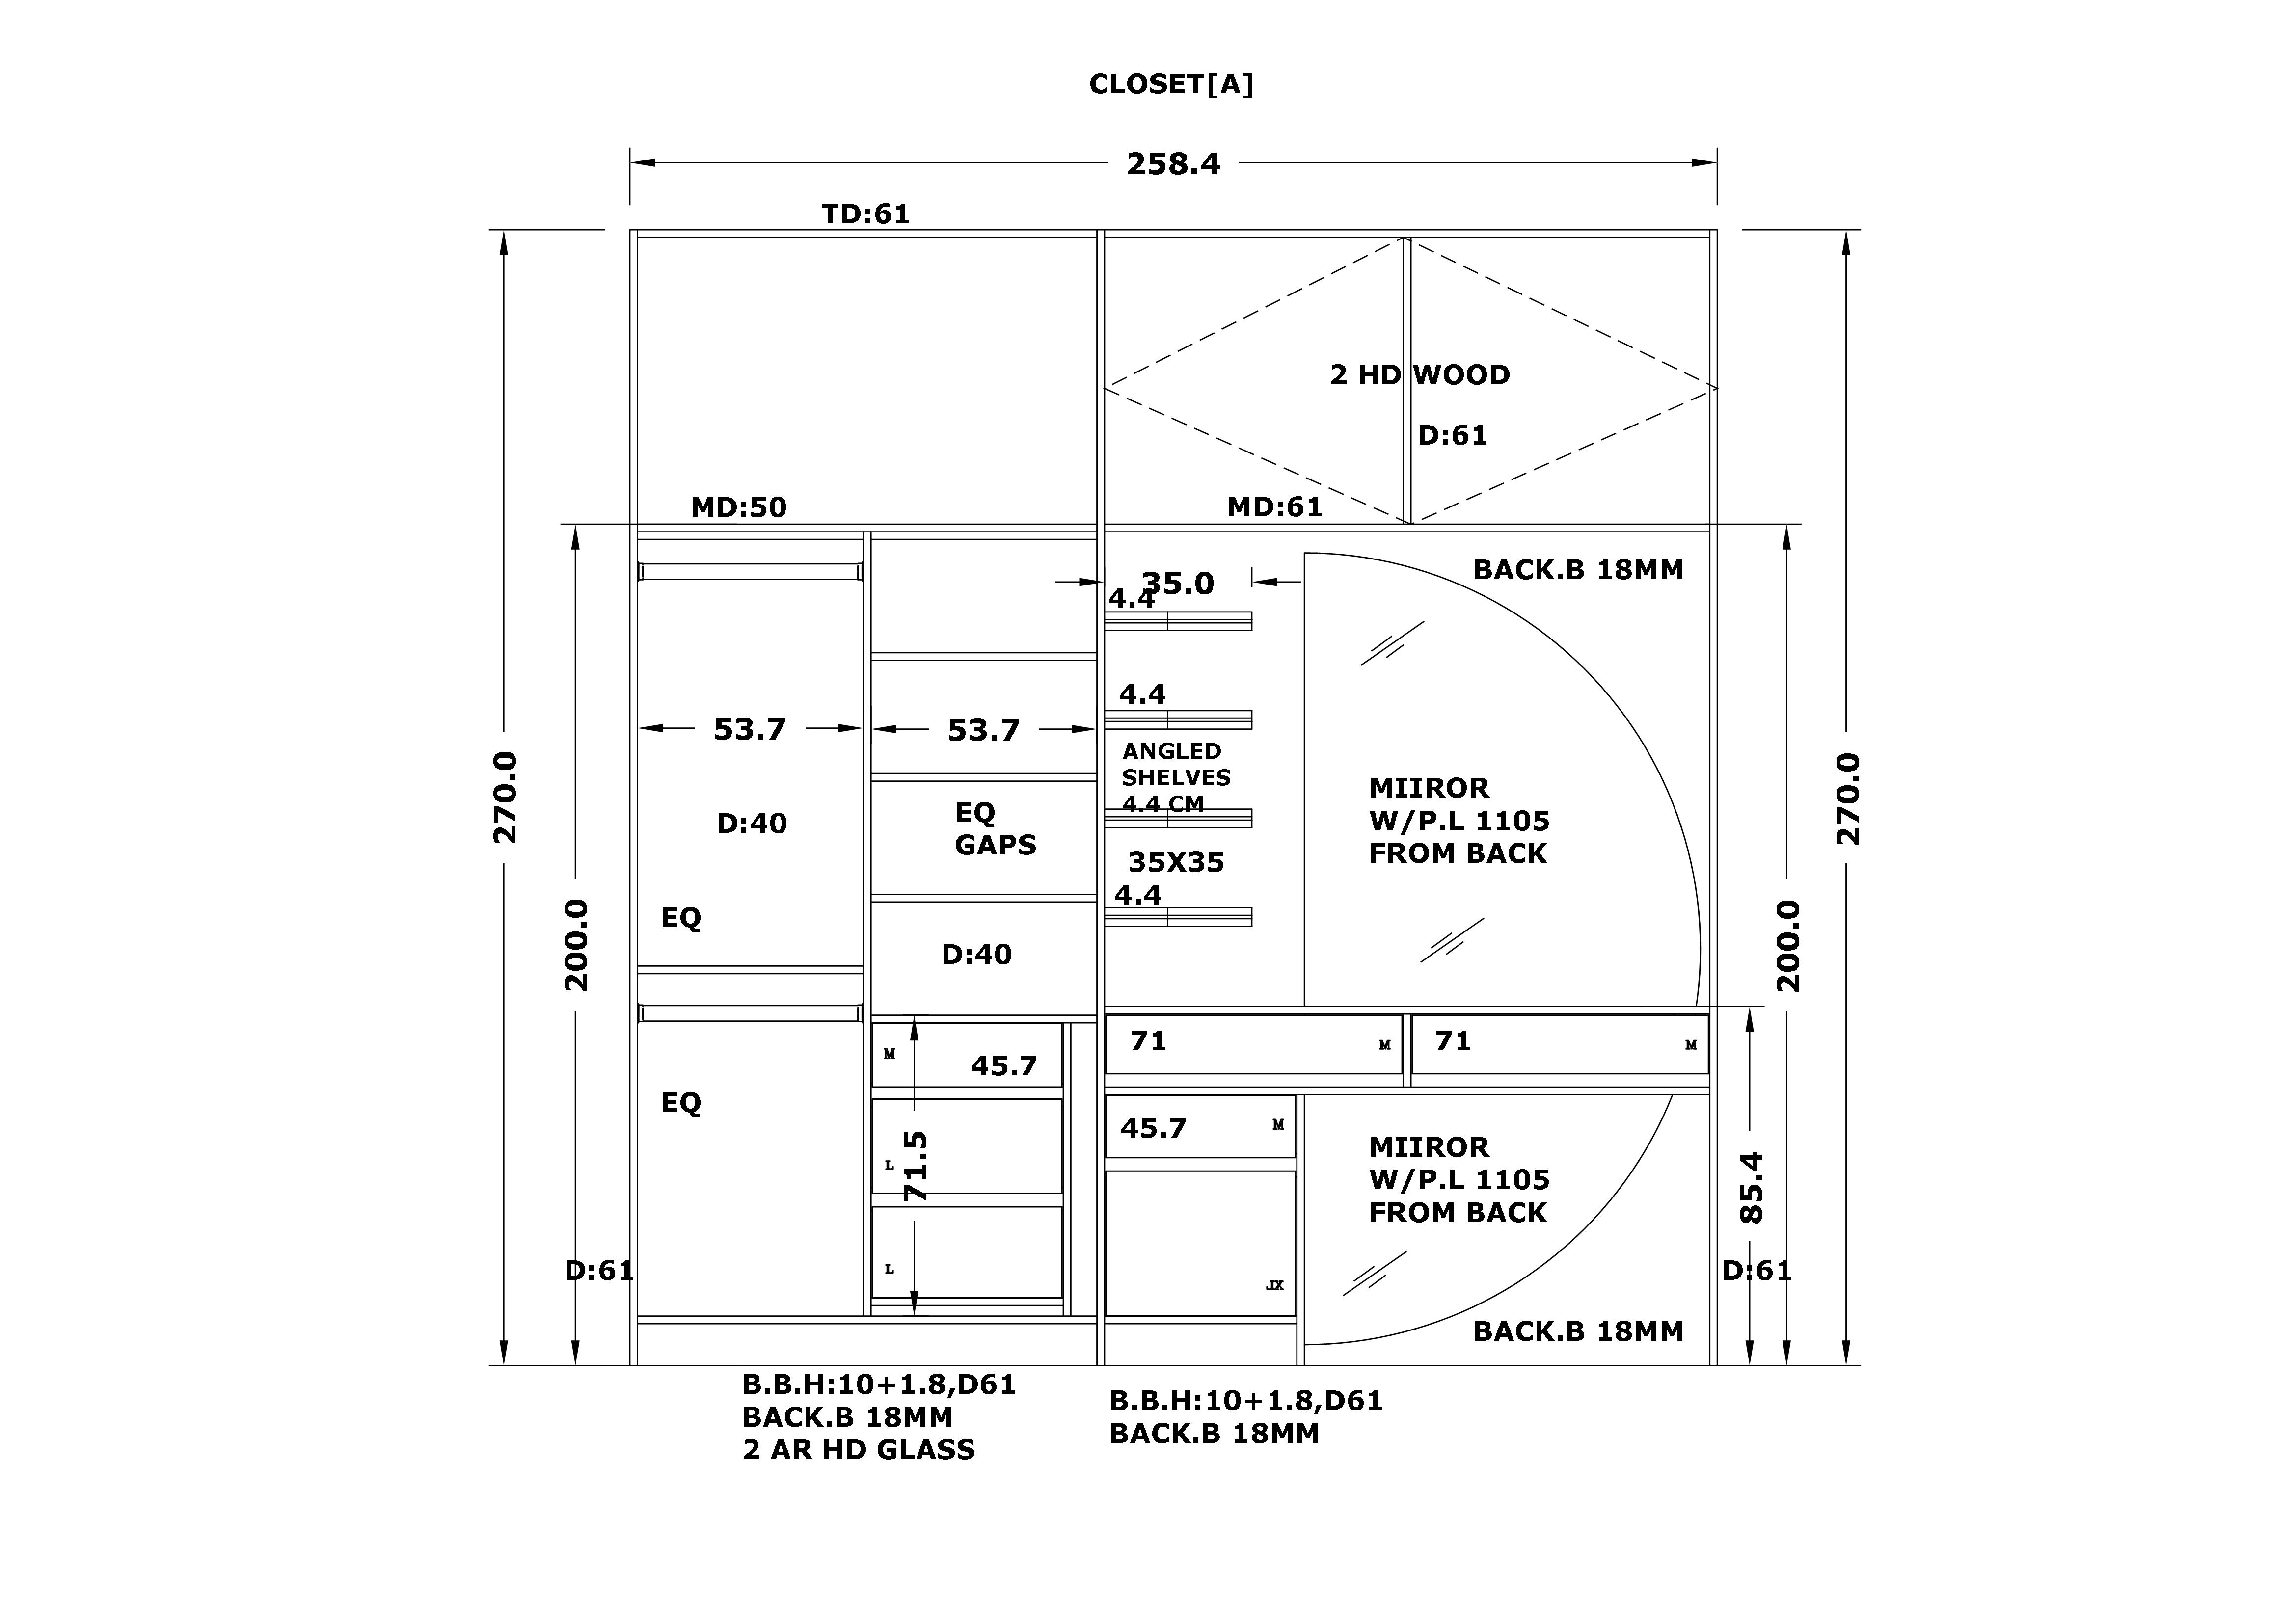 CLOSET[A]
258.4
TD:61
2 HD WOOD
D:61
MD:50
MD:61
BACK.B 18MM
35.0
4.4
4.4
53.7
53.7
ANGLED
SHELVES
4.4 CM
270.0
270.0
MIIROR
W/P.L 1105
FROM BACK
D:40
EQ
GAPS
35X35
4.4
EQ
200.0
200.0
D:40
71
M
71
M
M
45.7
EQ
45.7
M
MIIROR
W/P.L 1105
FROM BACK
L
71.5
85.4
D:61
L
XL
D:61
BACK.B 18MM
B.B.H:10+1.8,D61
BACK.B 18MM
2 AR HD GLASS
B.B.H:10+1.8,D61
BACK.B 18MM